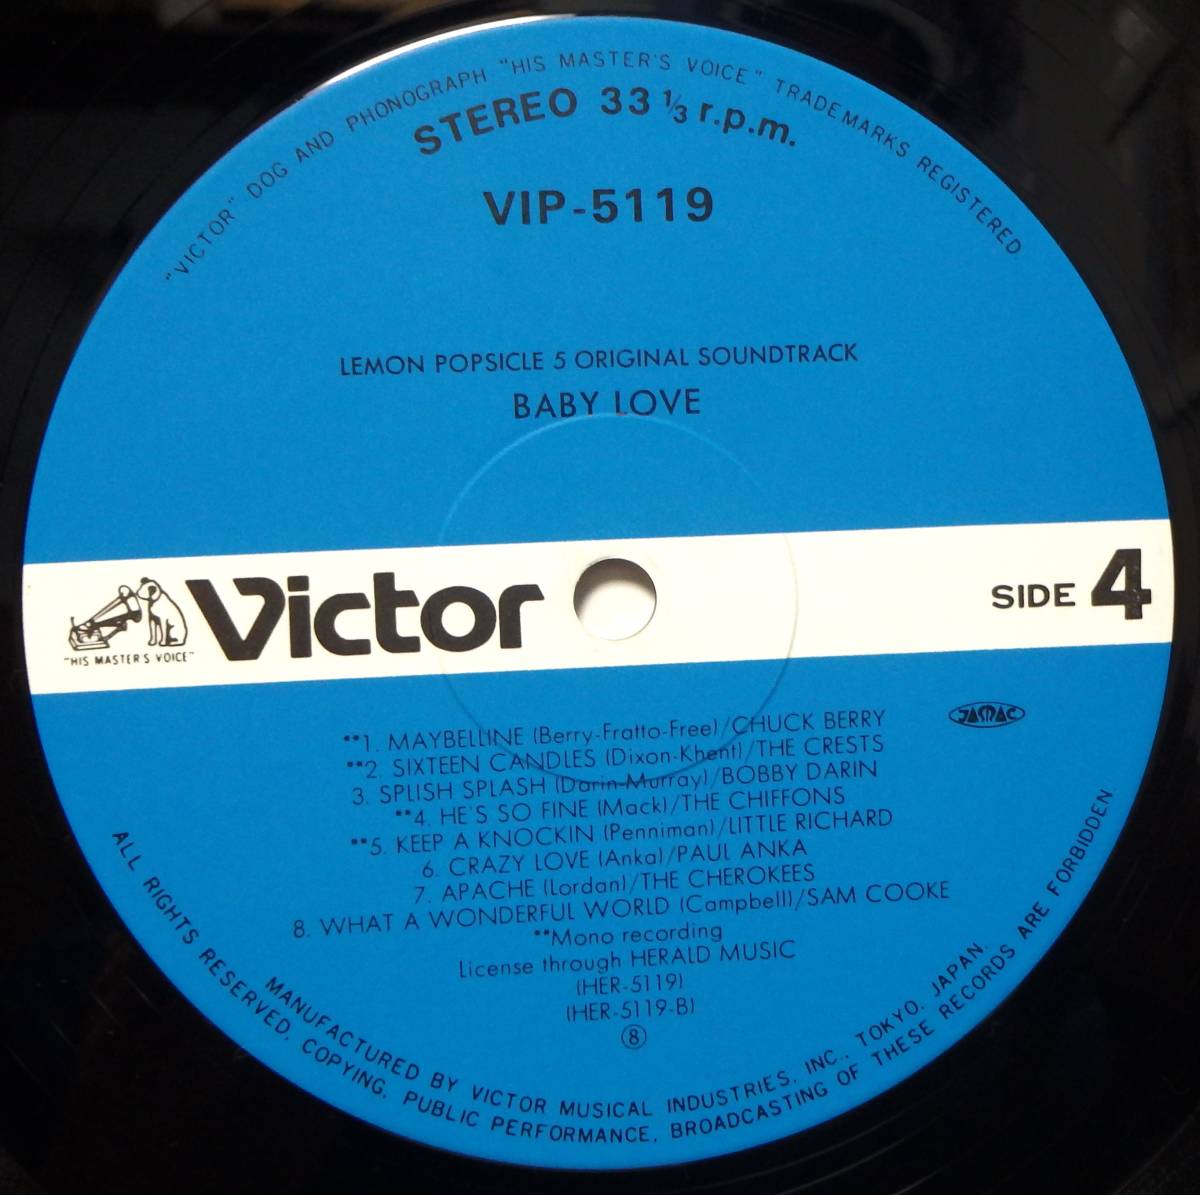 "VICTOR" DOG AND PHONOGRAPH "HIS MASTER'S VOICE" TRADEMARKS REGISTERED
STEREO 33 1/3 r.p.m.
VIP-5119
LEMON POPSICLE 5 ORIGINAL SOUNDTRACK
BABY LOVE
"HIS MASTER'S VOICE"
Victor
SIDE 4
JASRAC
**1. MAYBELLINE (Berry-Fratto-Free)/CHUCK BERRY
**2. SIXTEEN CANDLES (Dixon-Khent)/THE CRESTS
3. SPLISH SPLASH (Darin-Murray)/BOBBY DARIN
**4. HE'S SO FINE (Mack)/THE CHIFFONS
**5. KEEP A KNOCKIN (Penniman)/LITTLE RICHARD
6. CRAZY LOVE (Anka)/PAUL ANKA
7. APACHE (Lordan)/THE CHEROKEES
8. WHAT A WONDERFUL WORLD (Campbell)/SAM COOKE
**Mono recording
License through HERALD MUSIC
(HER-5119)
(HER-5119-B)
⑧
MANUFACTURED BY VICTOR MUSICAL INDUSTRIES, INC., TOKYO, JAPAN.
ALL RIGHTS RESERVED. COPYING, PUBLIC PERFORMANCE, BROADCASTING OF THESE RECORDS ARE FORBIDDEN